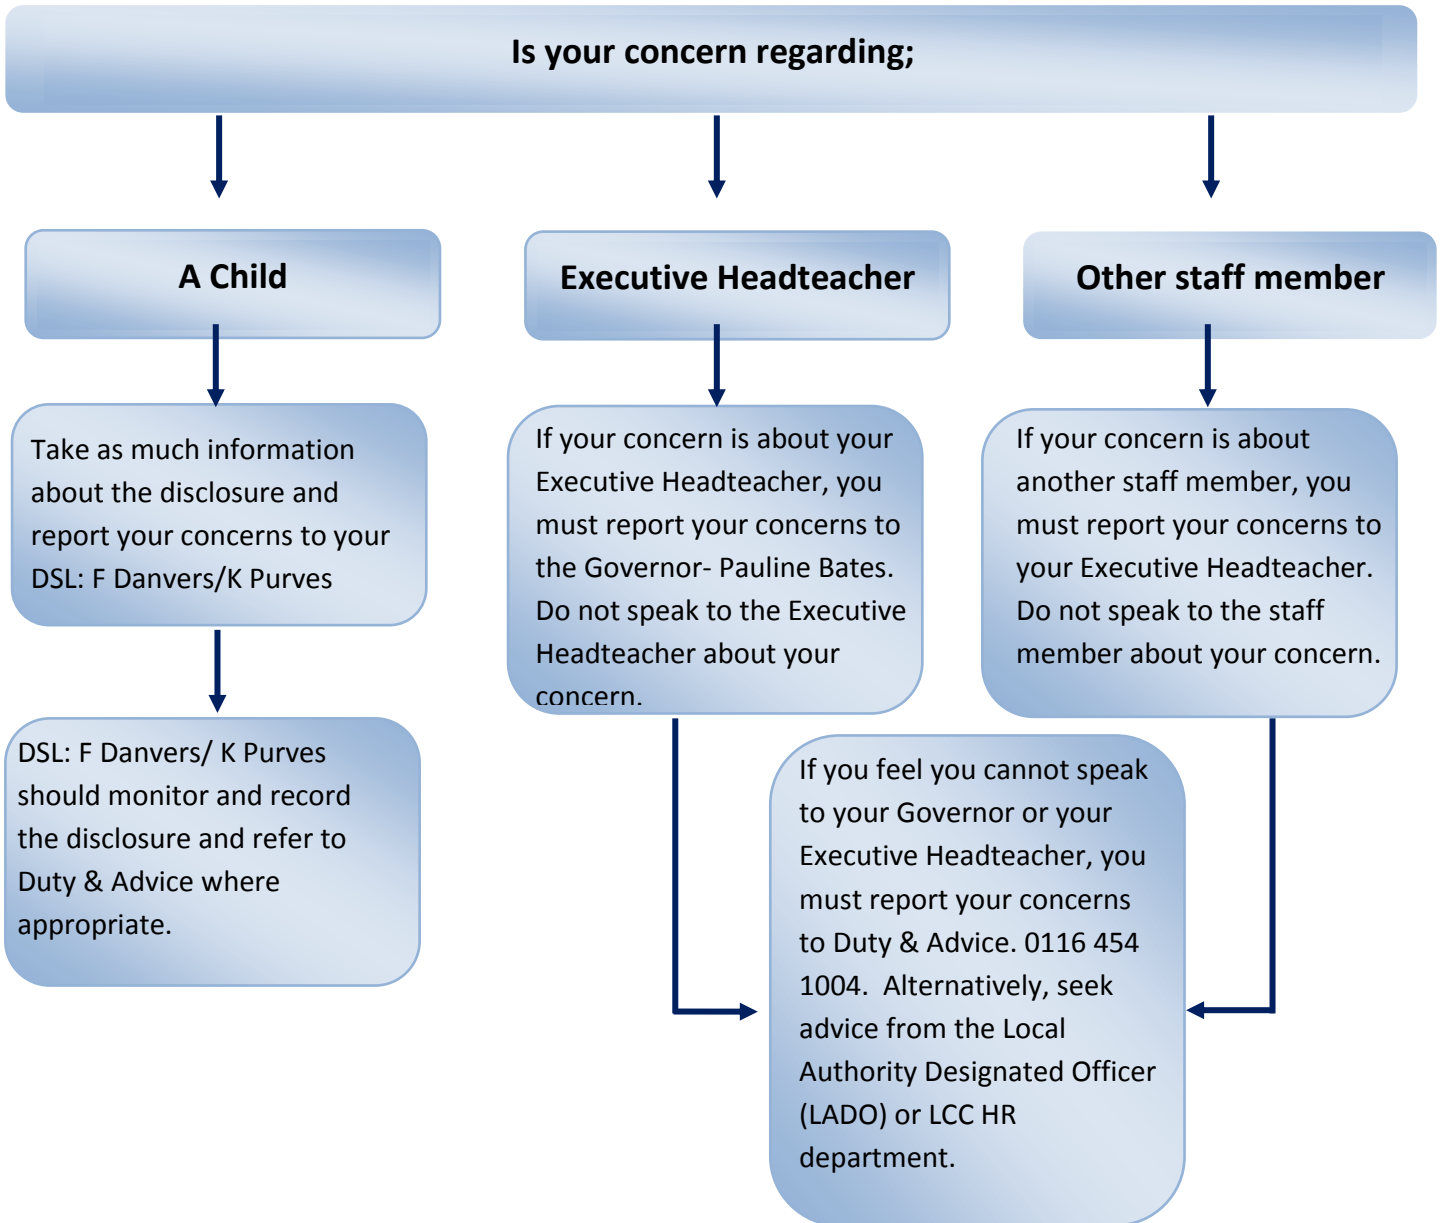 Is your concern regarding;
A Child
Executive Headteacher
Other staff member
Take as much information
about the disclosure and
report your concerns to your
DSL: F Danvers/K Purves
If your concern is about your
Executive Headteacher, you
must report your concerns to
the Governor- Pauline Bates.
Do not speak to the Executive
Headteacher about your
concern.
If your concern is about
another staff member, you
must report your concerns to
your Executive Headteacher.
Do not speak to the staff
member about your concern.
DSL: F Danvers/ K Purves
should monitor and record
the disclosure and refer to
Duty & Advice where
appropriate.
If you feel you cannot speak
to your Governor or your
Executive Headteacher, you
must report your concerns
to Duty & Advice. 0116 454
1004.  Alternatively, seek
advice from the Local
Authority Designated Officer
(LADO) or LCC HR
department.